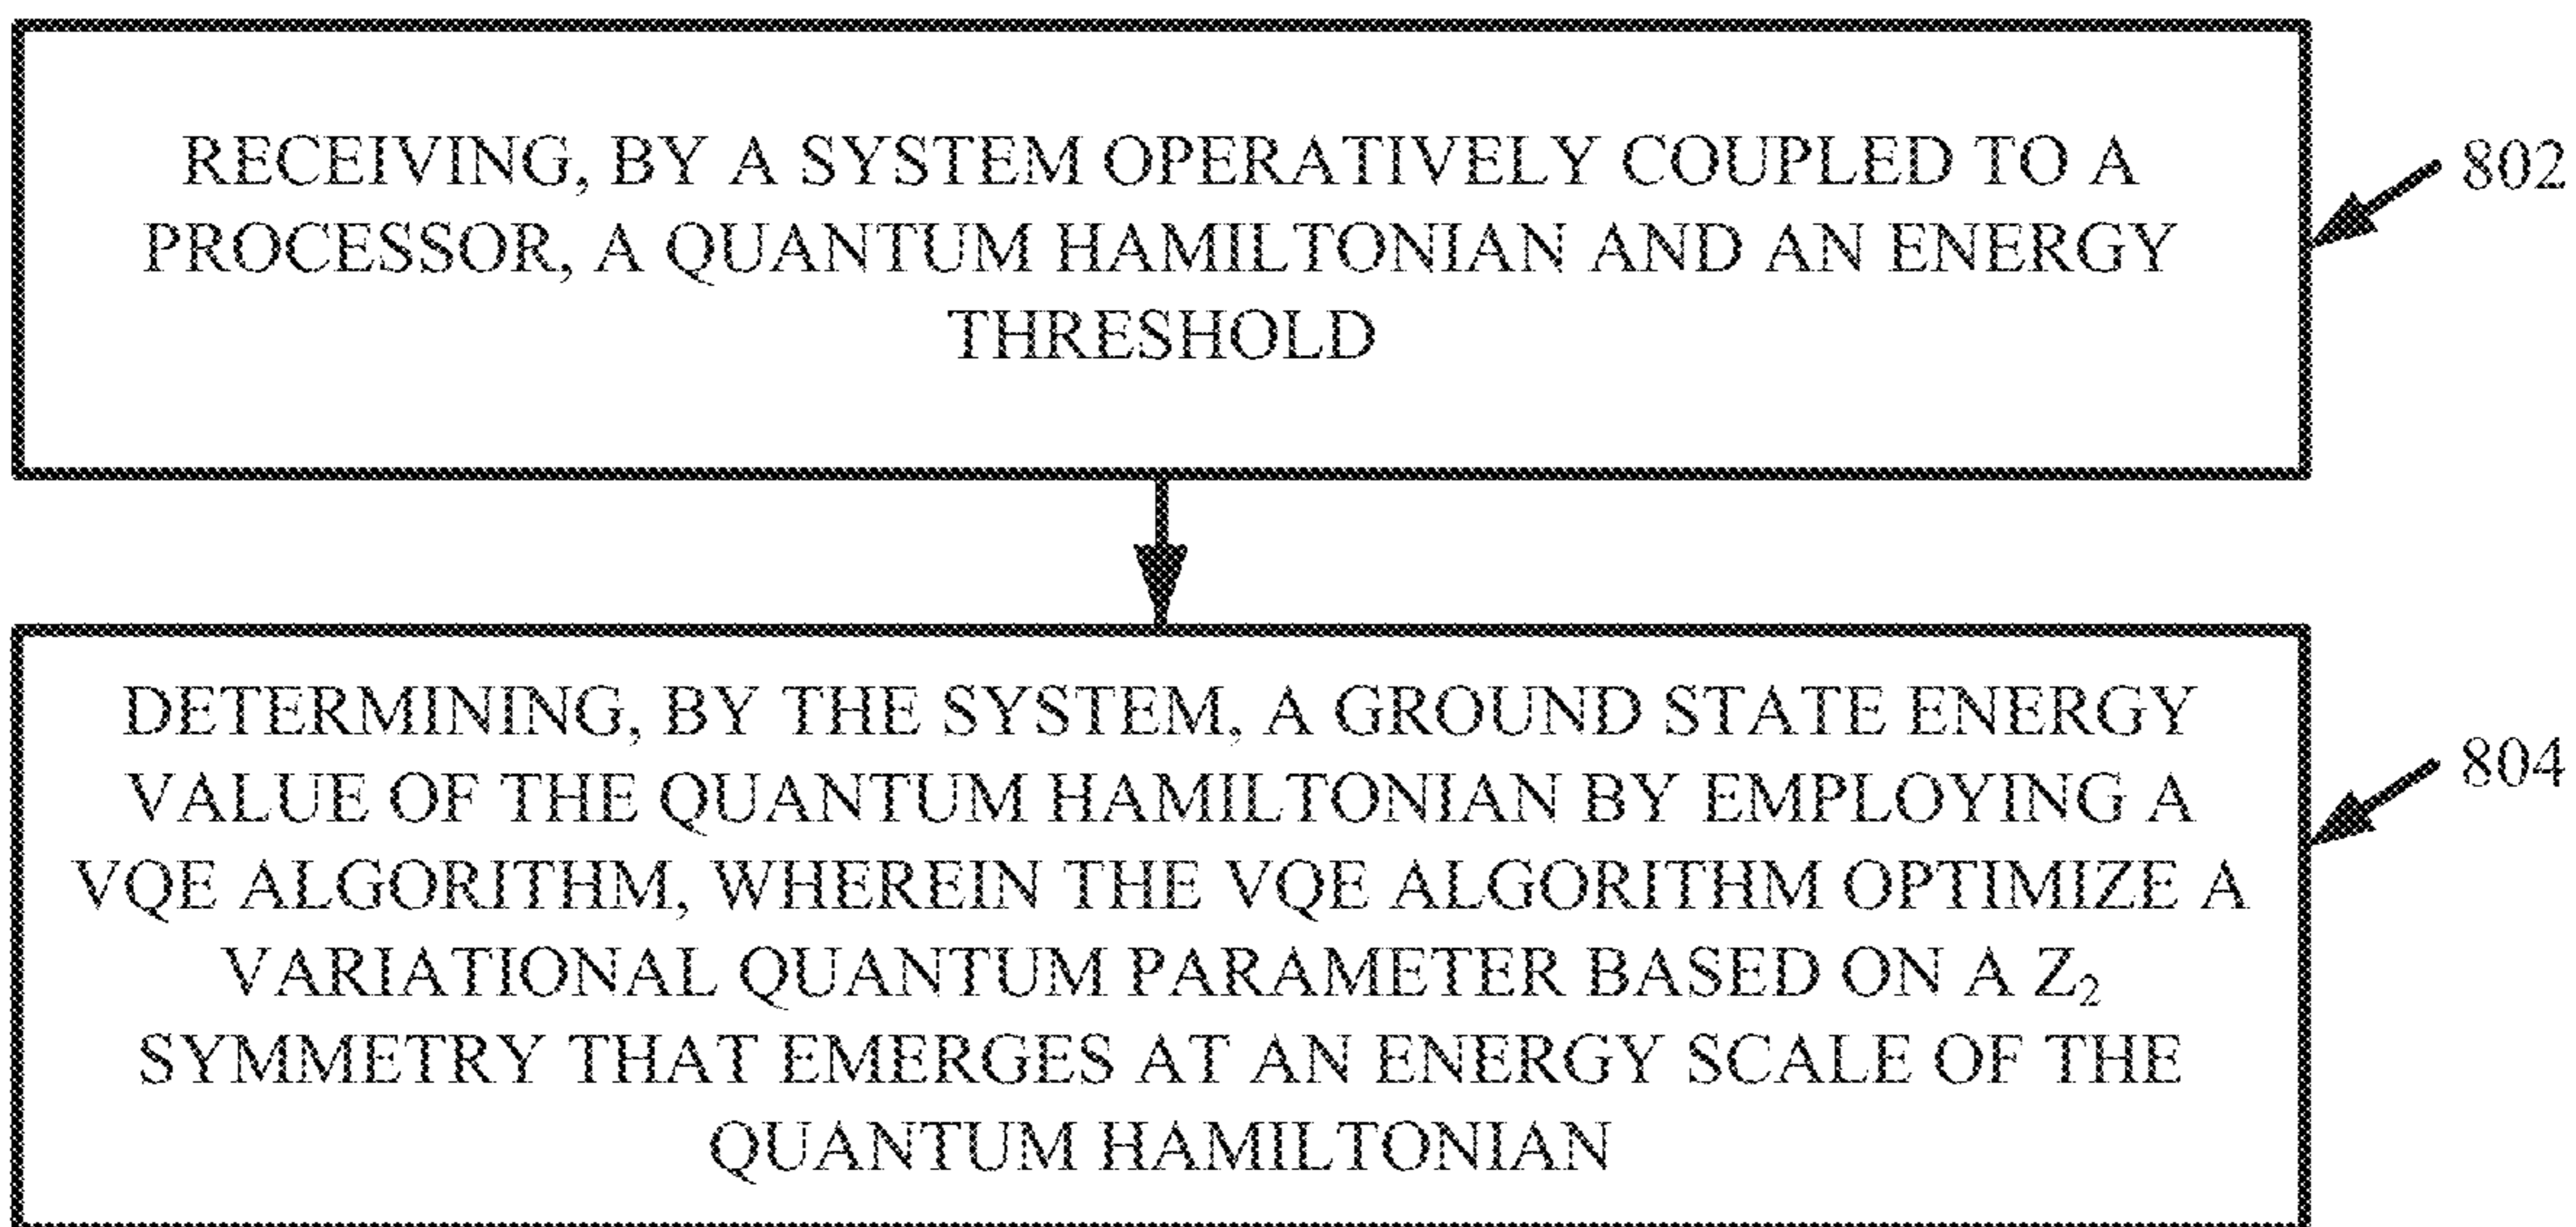 RECEIVING, BY A SYSTEM OPERATIVELY COUPLED TO A
PROCESSOR, A QUANTUM HAMILTONIAN AND AN ENERGY
THRESHOLD
802
DETERMINING, BY THE SYSTEM, A GROUND STATE ENERGY
VALUE OF THE QUANTUM HAMILTONIAN BY EMPLOYING A
VQE ALGORITHM, WHEREIN THE VQE ALGORITHM OPTIMIZE A
VARIATIONAL QUANTUM PARAMETER BASED ON A Z₂
SYMMETRY THAT EMERGES AT AN ENERGY SCALE OF THE
QUANTUM HAMILTONIAN
804